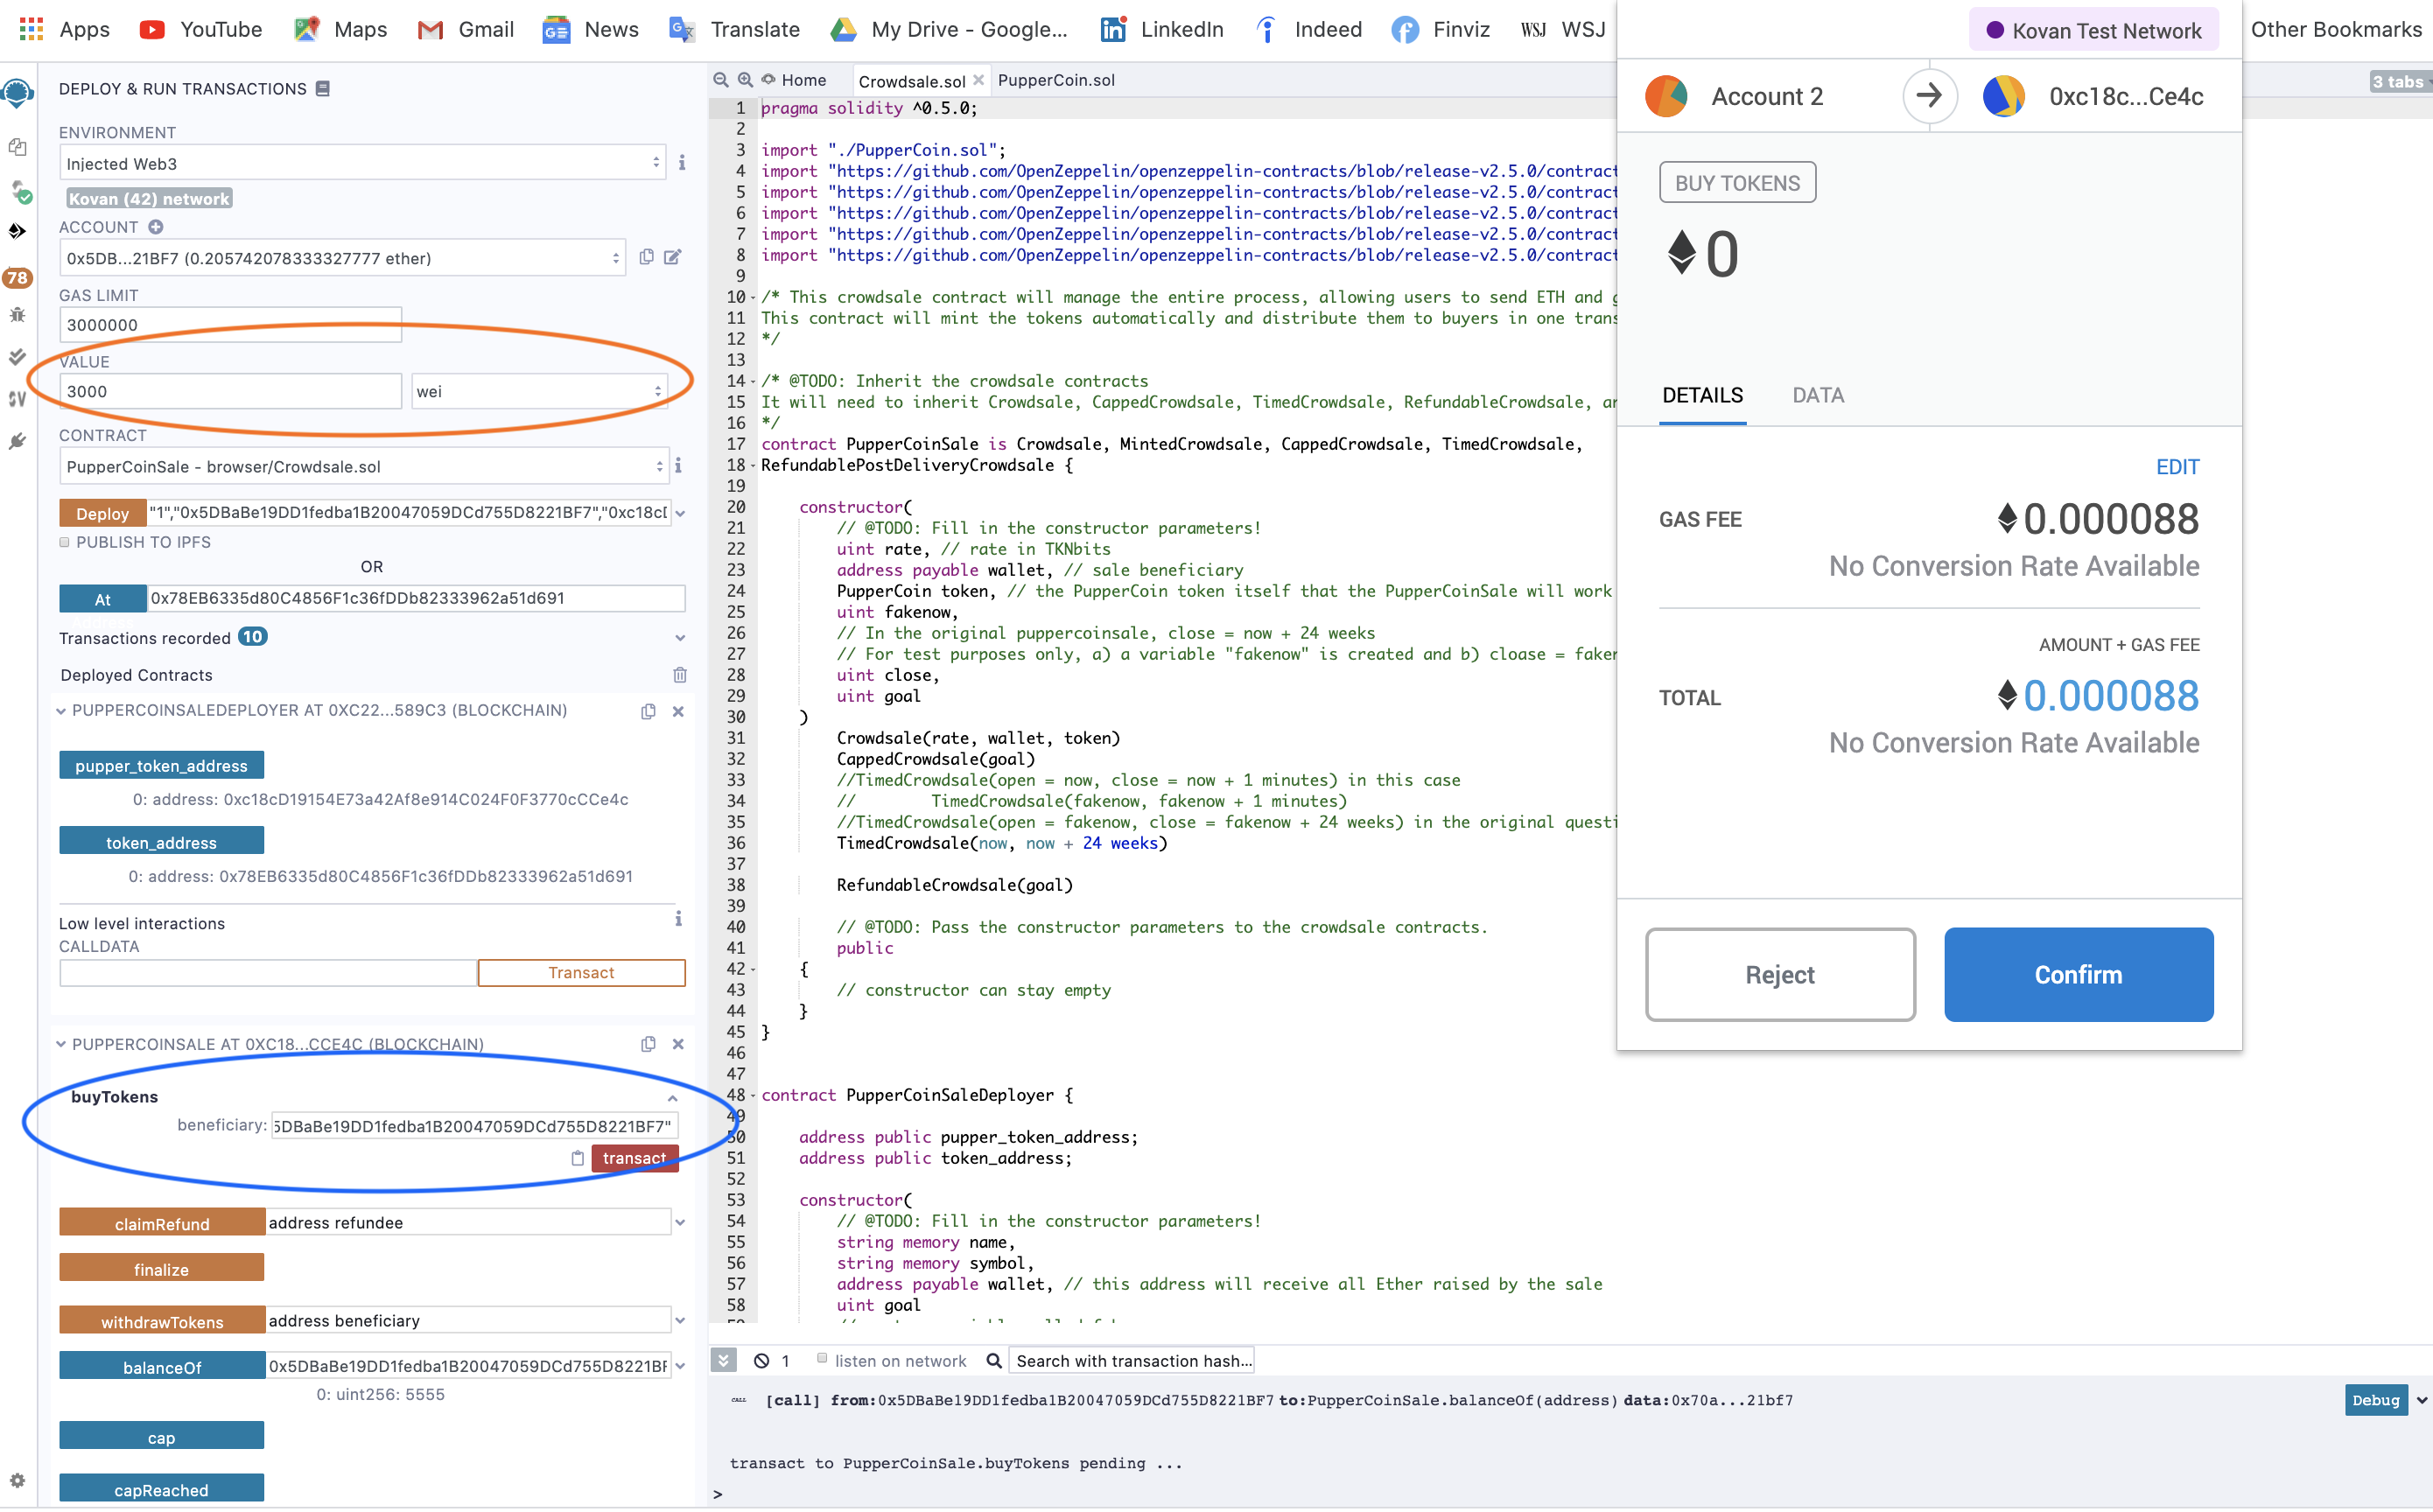 Apps YouTube Maps Gmail News Translate My Drive - Google... LinkedIn Indeed Finviz WSJ WSJ Other Bookmarks
DEPLOY & RUN TRANSACTIONS
ENVIRONMENT
Injected Web3
Kovan (42) network
ACCOUNT
0x5DB...21BF7 (0.205742078333327777 ether)
GAS LIMIT
3000000
VALUE
3000 wei
CONTRACT
PupperCoinSale - browser/Crowdsale.sol
Deploy "1","0x5DBaBe19DD1fedba1B20047059DCd755D8221BF7","0xc18cD
PUBLISH TO IPFS
OR
At 0x78EB6335d80C4856F1c36fDDb82333962a51d691
Transactions recorded 10
Deployed Contracts
PUPPERCOINSALEDEPLOYER AT 0XC22...589C3 (BLOCKCHAIN)
pupper_token_address
0: address: 0xc18cD19154E73a42Af8e914C024F0F3770cCCe4c
token_address
0: address: 0x78EB6335d80C4856F1c36fDDb82333962a51d691
Low level interactions
CALLDATA
Transact
PUPPERCOINSALE AT 0XC18...CCE4C (BLOCKCHAIN)
buyTokens
beneficiary: 5DBaBe19DD1fedba1B20047059DCd755D8221BF7"
transact
claimRefund address refundee
finalize
withdrawTokens address beneficiary
balanceOf 0x5DBaBe19DD1fedba1B20047059DCd755D8221BF
0: uint256: 5555
cap
capReached
78
SV
Home Crowdsale.sol PupperCoin.sol 3 tabs
1 pragma solidity ^0.5.0;
2
3 import "./PupperCoin.sol";
4 import "https://github.com/OpenZeppelin/openzeppelin-contracts/blob/release-v2.5.0/contract
5 import "https://github.com/OpenZeppelin/openzeppelin-contracts/blob/release-v2.5.0/contract
6 import "https://github.com/OpenZeppelin/openzeppelin-contracts/blob/release-v2.5.0/contract
7 import "https://github.com/OpenZeppelin/openzeppelin-contracts/blob/release-v2.5.0/contract
8 import "https://github.com/OpenZeppelin/openzeppelin-contracts/blob/release-v2.5.0/contract
9
10 /* This crowdsale contract will manage the entire process, allowing users to send ETH and g
11 This contract will mint the tokens automatically and distribute them to buyers in one trans
12 */
13
14 /* @TODO: Inherit the crowdsale contracts
15 It will need to inherit Crowdsale, CappedCrowdsale, TimedCrowdsale, RefundableCrowdsale, an
16 */
17 contract PupperCoinSale is Crowdsale, MintedCrowdsale, CappedCrowdsale, TimedCrowdsale,
18 RefundablePostDeliveryCrowdsale {
19
20 constructor(
21 // @TODO: Fill in the constructor parameters!
22 uint rate, // rate in TKNbits
23 address payable wallet, // sale beneficiary
24 PupperCoin token, // the PupperCoin token itself that the PupperCoinSale will work
25 uint fakenow,
26 // In the original puppercoinsale, close = now + 24 weeks
27 // For test purposes only, a) a variable "fakenow" is created and b) cloase = faken
28 uint close,
29 uint goal
30 )
31 Crowdsale(rate, wallet, token)
32 CappedCrowdsale(goal)
33 //TimedCrowdsale(open = now, close = now + 1 minutes) in this case
34 // TimedCrowdsale(fakenow, fakenow + 1 minutes)
35 //TimedCrowdsale(open = fakenow, close = fakenow + 24 weeks) in the original questi
36 TimedCrowdsale(now, now + 24 weeks)
37
38 RefundableCrowdsale(goal)
39
40 // @TODO: Pass the constructor parameters to the crowdsale contracts.
41 public
42 {
43 // constructor can stay empty
44 }
45 }
46
47
48 contract PupperCoinSaleDeployer {
49
50 address public pupper_token_address;
51 address public token_address;
52
53 constructor(
54 // @TODO: Fill in the constructor parameters!
55 string memory name,
56 string memory symbol,
57 address payable wallet, // this address will receive all Ether raised by the sale
58 uint goal
1 listen on network Search with transaction hash...
CALL [call] from:0x5DBaBe19DD1fedba1B20047059DCd755D8221BF7 to:PupperCoinSale.balanceOf(address) data:0x70a...21bf7 Debug
transact to PupperCoinSale.buyTokens pending ...
>
Kovan Test Network
Account 2 0xc18c...Ce4c
BUY TOKENS
0
DETAILS DATA
EDIT
GAS FEE 0.000088
No Conversion Rate Available
AMOUNT + GAS FEE
TOTAL 0.000088
No Conversion Rate Available
Reject Confirm